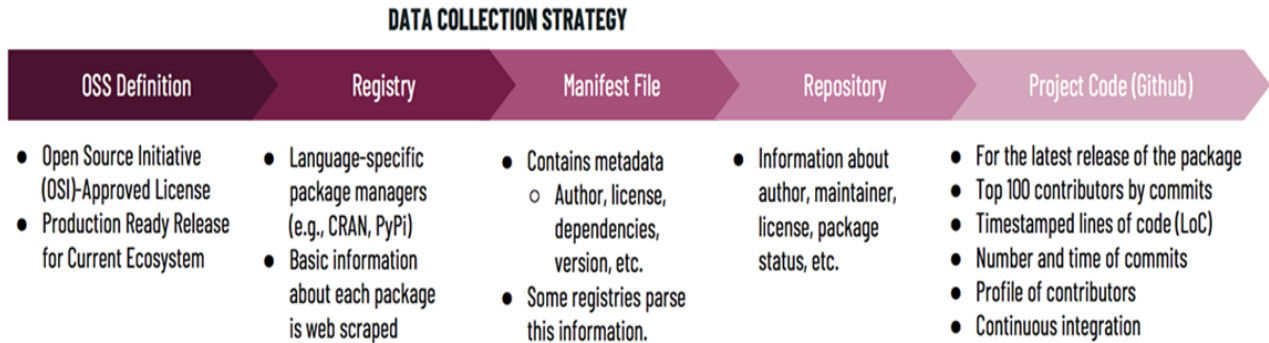 DATA COLLECTION STRATEGY
OSS Definition
Registry
Manifest File
Repository
Project Code (Github)
● Open Source Initiative
(OSI)-Approved License
● Production Ready Release
for Current Ecosystem
● Language-specific
package managers
(e.g., CRAN, PyPi)
● Basic information
about each package
is web scraped
● Contains metadata
○ Author, license,
dependencies,
version, etc.
● Some registries parse
this information.
● Information about
author, maintainer,
license, package
status, etc.
● For the latest release of the package
● Top 100 contributors by commits
● Timestamped lines of code (LoC)
● Number and time of commits
● Profile of contributors
● Continuous integration